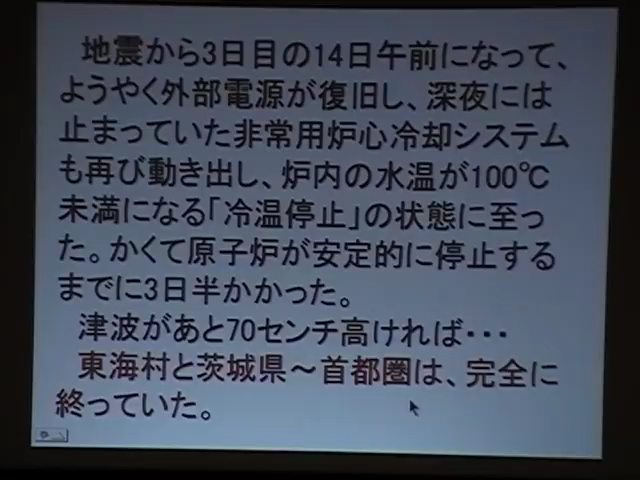 地震から3日目の14日午前になって、
ようやく外部電源が復旧し、深夜には
止まっていた非常用炉心冷却システム
も再び動き出し、炉内の水温が100℃
未満になる「冷温停止」の状態に至っ
た。かくて原子炉が安定的に停止する
までに3日半かかった。
津波があと70センチ高ければ・・・
東海村と茨城県～首都圏は、完全に
終っていた。